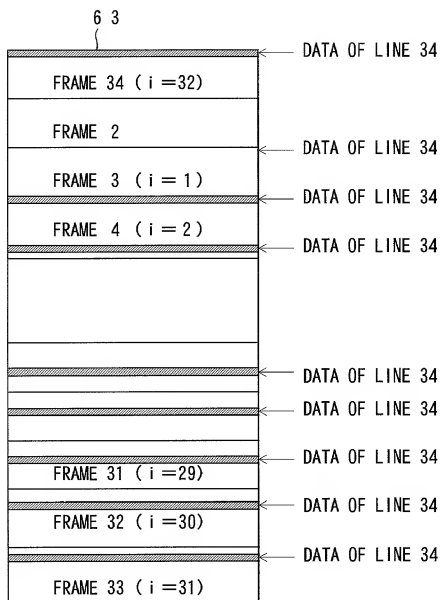 6 3
DATA OF LINE 34
FRAME 34 ( i =32)
FRAME 2
DATA OF LINE 34
FRAME 3 ( i = 1 )
DATA OF LINE 34
FRAME 4 ( i = 2 )
DATA OF LINE 34
DATA OF LINE 34
DATA OF LINE 34
DATA OF LINE 34
FRAME 31 ( i =29)
DATA OF LINE 34
FRAME 32 ( i =30)
DATA OF LINE 34
FRAME 33 ( i =31)